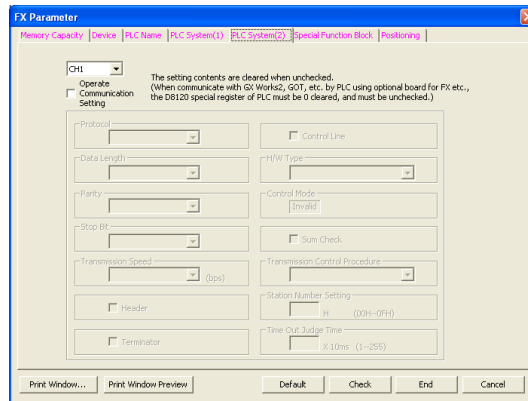 FX Parameter
Memory Capacity Device PLC Name PLC System(1) PLC System(2) Special Function Block Positioning
CH1
Operate Communication Setting
The setting contents are cleared when unchecked.
(When communicate with GX Works2, GOT, etc. by PLC using optional board for FX etc.,
the D8120 special register of PLC must be 0 cleared, and must be unchecked.)
Protocol
Control Line
Data Length
H/W Type
Parity
Control Mode
Invalid
Stop Bit
Sum Check
Transmission Speed
(bps)
Transmission Control Procedure
Header
Station Number Setting
H (00H--0FH)
Terminator
Time Out Judge Time
X 10ms (1--255)
Print Window... Print Window Preview Default Check End Cancel